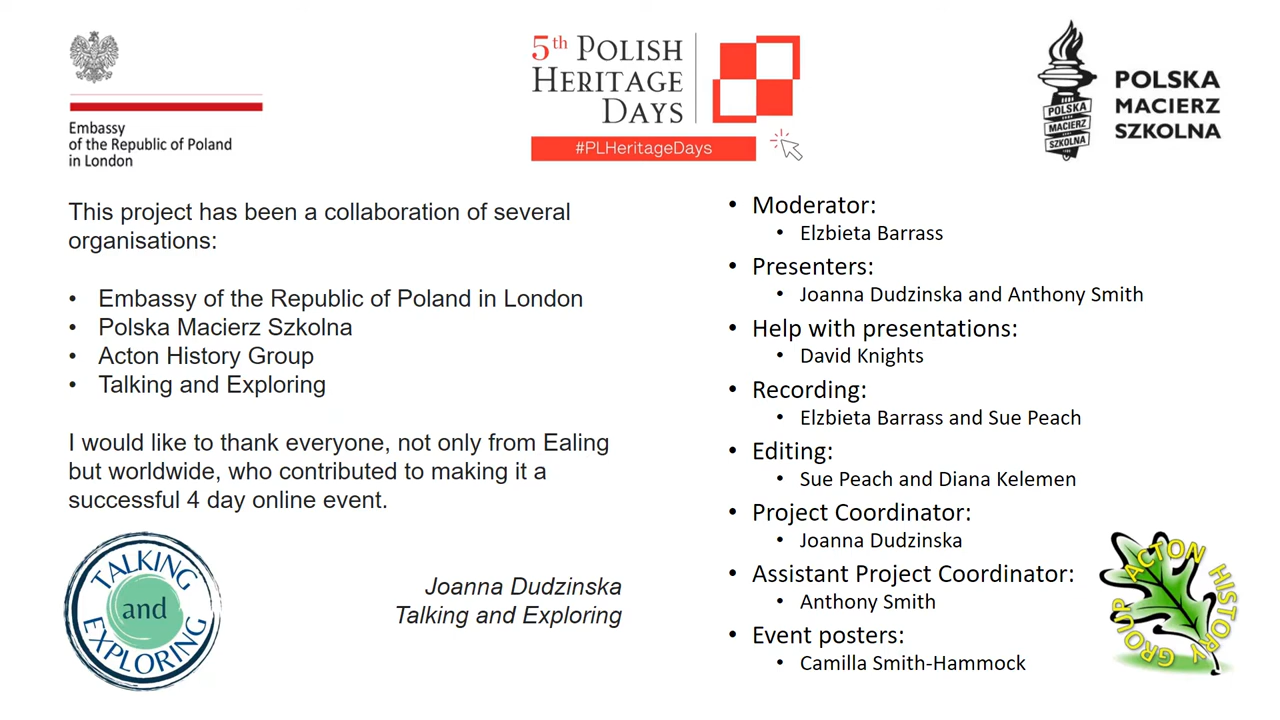 Embassy
of the Republic of Poland
in London
5th POLISH
HERITAGE
DAYS
#PLHeritageDays
POLSKA
MACIERZ
SZKOLNA
POLSKA
MACIERZ
SZKOLNA
This project has been a collaboration of several
organisations:
• Embassy of the Republic of Poland in London
• Polska Macierz Szkolna
• Acton History Group
• Talking and Exploring
I would like to thank everyone, not only from Ealing
but worldwide, who contributed to making it a
successful 4 day online event.
TALKING
and
EXPLORING
Joanna Dudzinska
Talking and Exploring
• Moderator:
• Elzbieta Barrass
• Presenters:
• Joanna Dudzinska and Anthony Smith
• Help with presentations:
• David Knights
• Recording:
• Elzbieta Barrass and Sue Peach
• Editing:
• Sue Peach and Diana Kelemen
• Project Coordinator:
• Joanna Dudzinska
• Assistant Project Coordinator:
• Anthony Smith
• Event posters:
• Camilla Smith-Hammock
ACTON HISTORY GROUP